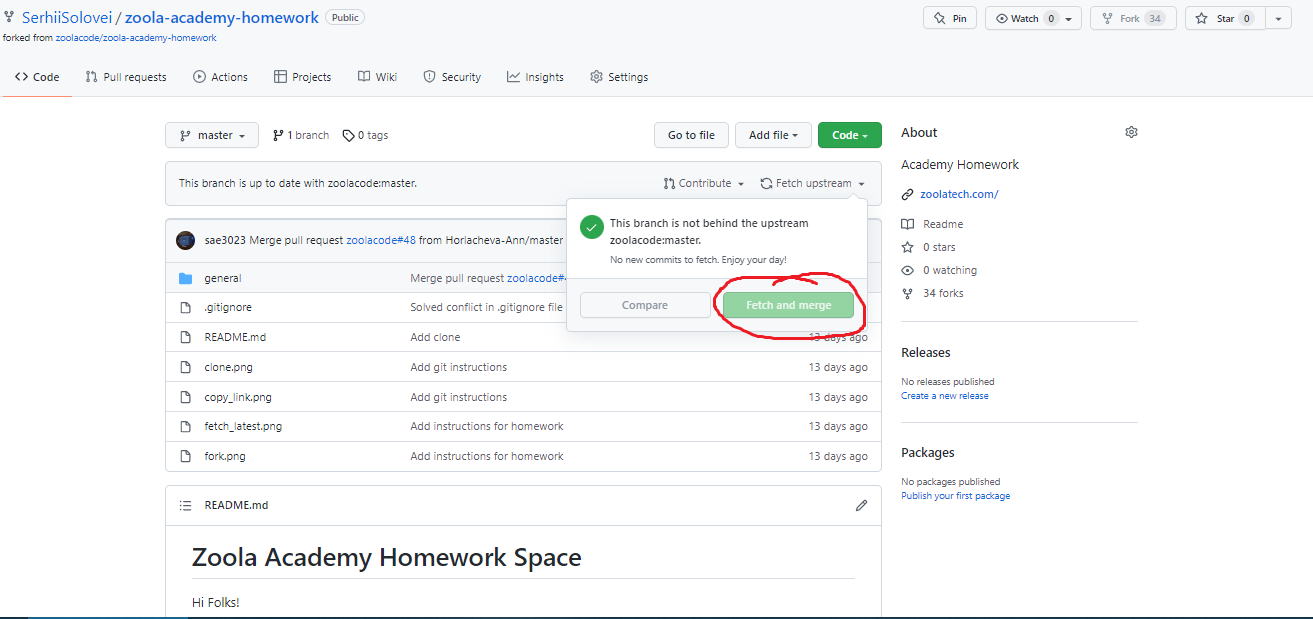 SerhiiSolovei / zoola-academy-homework Public
Pin Watch 0 Fork 34 Star 0
forked from zoolacode/zoola-academy-homework
Code Pull requests Actions Projects Wiki Security Insights Settings
master 1 branch 0 tags Go to file Add file Code
This branch is up to date with zoolacode:master. Contribute Fetch upstream
This branch is not behind the upstream
zoolacode:master.
No new commits to fetch. Enjoy your day!
Compare Fetch and merge
sae3023 Merge pull request zoolacode#48 from Horlacheva-Ann/master
general Merge pull request zoolacode#4
.gitignore Solved conflict in .gitignore file
README.md Add clone 13 days ago
clone.png Add git instructions 13 days ago
copy_link.png Add git instructions 13 days ago
fetch_latest.png Add instructions for homework 13 days ago
fork.png Add instructions for homework 13 days ago
README.md
Zoola Academy Homework Space
Hi Folks!
About
Academy Homework
zoolatech.com/
Readme
0 stars
0 watching
34 forks
Releases
No releases published
Create a new release
Packages
No packages published
Publish your first package